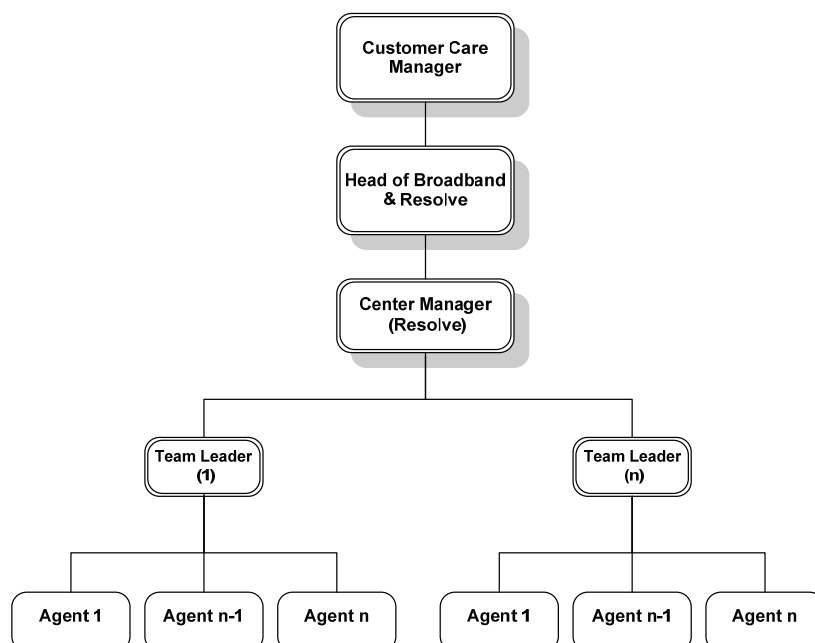 Customer Care
Manager
Head of Broadband
& Resolve
Center Manager
(Resolve)
Team Leader
(1)
Team Leader
(n)
Agent 1
Agent n-1
Agent n
Agent 1
Agent n-1
Agent n